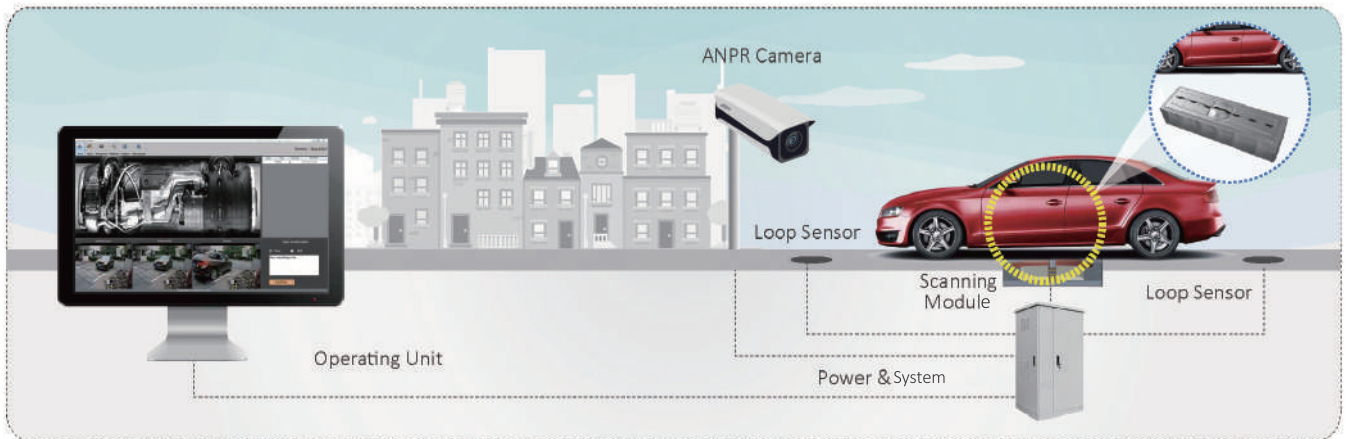 ANPR Camera
Loop Sensor
Scanning
Module
Loop Sensor
Operating Unit
Power & System